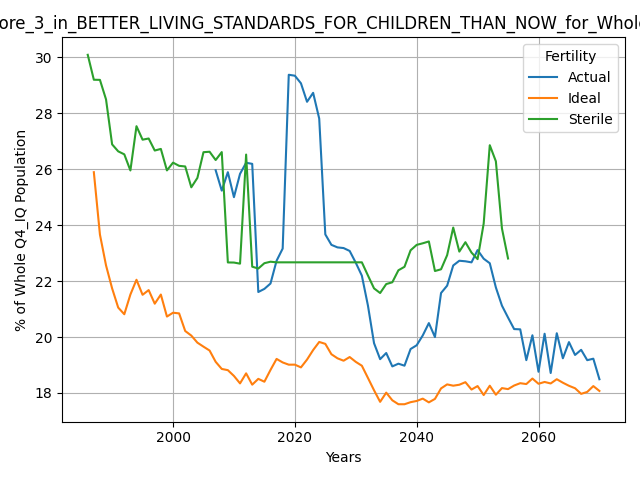 ore_3_in_BETTER_LIVING_STANDARDS_FOR_CHILDREN_THAN_NOW_for_Whole
30
28
26
24
22
20
18
% of Whole Q4_IQ Population
2000
2020
2040
2060
Years
Fertility
Actual
Ideal
Sterile